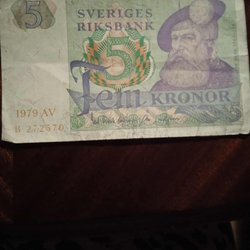 5
SVERIGES
RIKSBANK
5
Fem KRONOR
1979 AV
B 272570